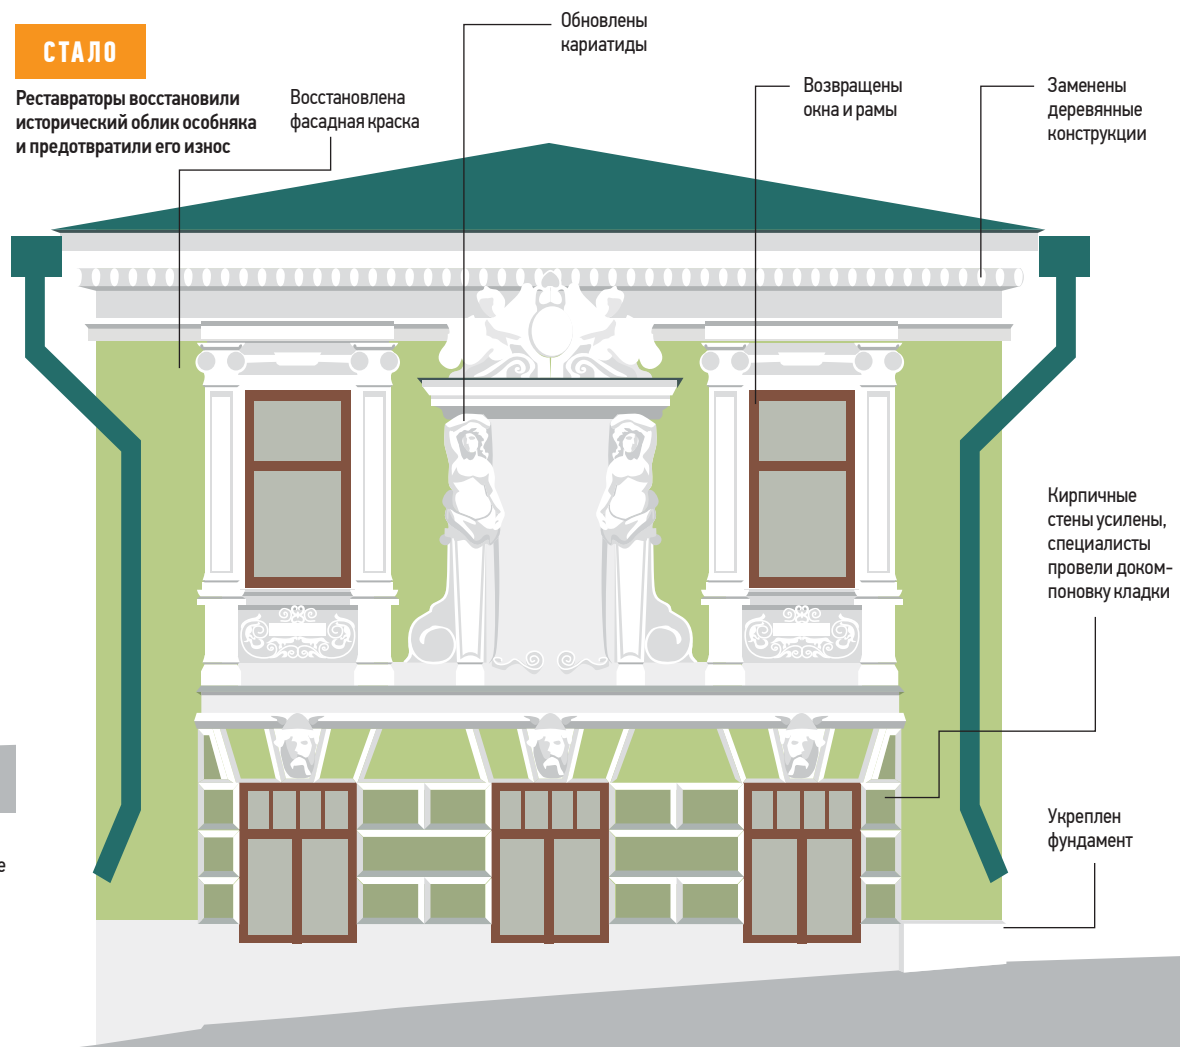 СТАЛО
Реставраторы восстановили
исторический облик особняка
и предотвратили его износ
Восстановлена
фасадная краска
Обновлены
кариатиды
Возвращены
окна и рамы
Заменены
деревянные
конструкции
Кирпичные
стены усилены,
специалисты
провели доком-
поновку кладки
Укреплен
фундамент
е